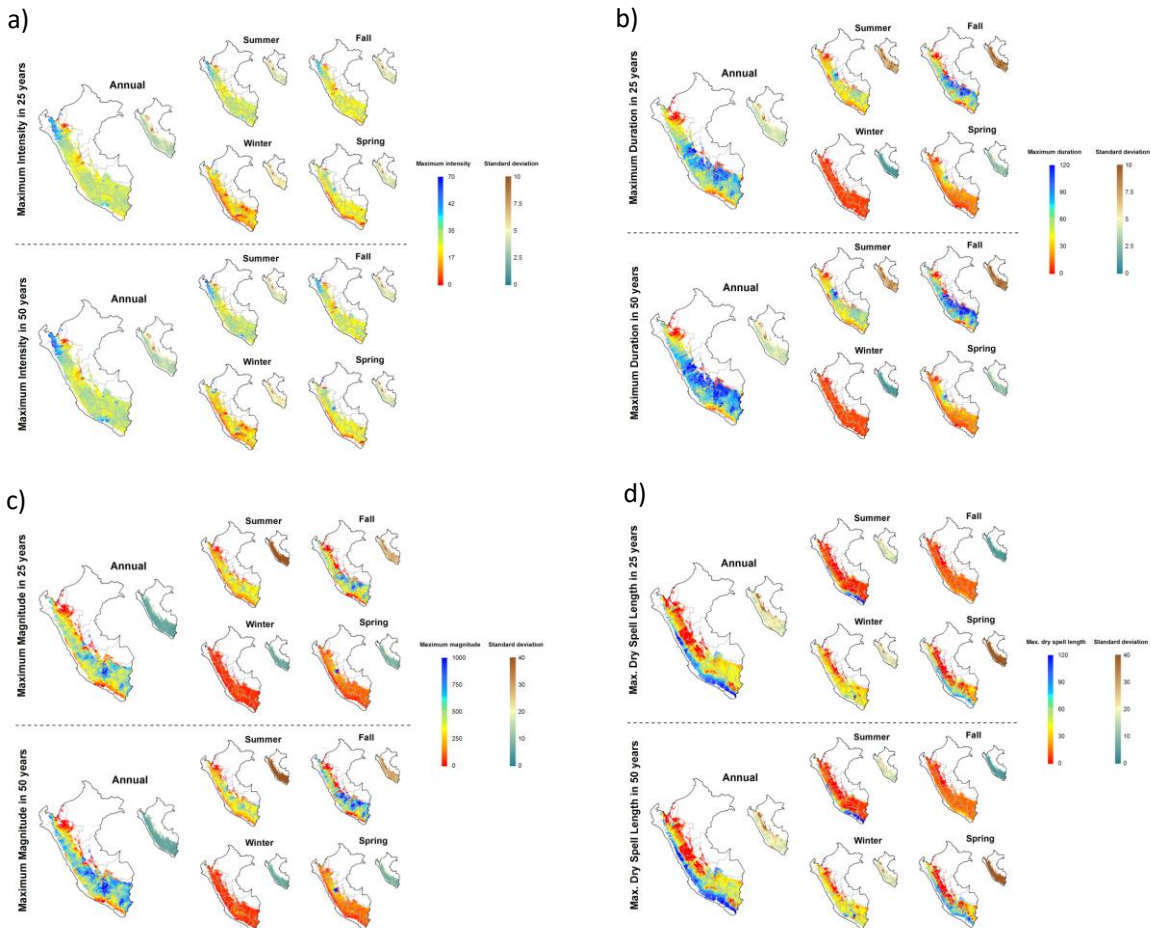 a)
Maximum Intensity in 25 years
Annual
Summer
Fall
Winter
Spring
Maximum intensity
70
52
35
17
0
Standard deviation
10
7.5
5
2.5
0
Maximum Intensity in 50 years
Annual
Summer
Fall
Winter
Spring
b)
Maximum Duration in 25 years
Annual
Summer
Fall
Winter
Spring
Maximum duration
120
90
60
30
0
Standard deviation
10
7.5
5
2.5
0
Maximum Duration in 50 years
Annual
Summer
Fall
Winter
Spring
c)
Maximum Magnitude in 25 years
Annual
Summer
Fall
Winter
Spring
Maximum magnitude
1000
750
500
250
0
Standard deviation
40
30
20
10
0
Maximum Magnitude in 50 years
Annual
Summer
Fall
Winter
Spring
d)
Max. Dry Spell Length in 25 years
Annual
Summer
Fall
Winter
Spring
Max. dry spell length
120
90
60
30
0
Standard deviation
40
30
20
10
0
Max. Dry Spell Length in 50 years
Annual
Summer
Fall
Winter
Spring